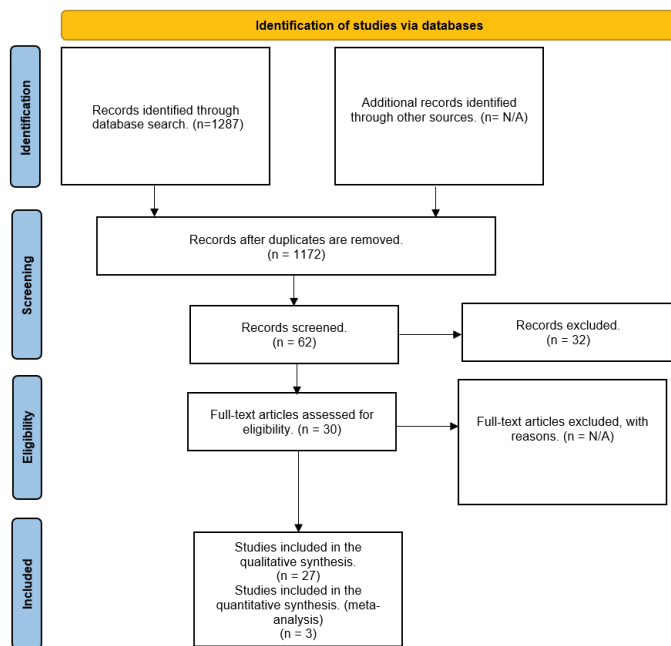 Identification of studies via databases
Identification
Records identified through
database search. (n=1287)
Additional records identified
through other sources. (n= N/A)
Screening
Records after duplicates are removed.
(n = 1172)
Records screened.
(n = 62)
Records excluded.
(n = 32)
Eligibility
Full-text articles assessed for
eligibility. (n = 30)
Full-text articles excluded, with
reasons. (n = N/A)
Included
Studies included in the
qualitative synthesis.
(n = 27)
Studies included in the
quantitative synthesis. (meta-
analysis)
(n = 3)